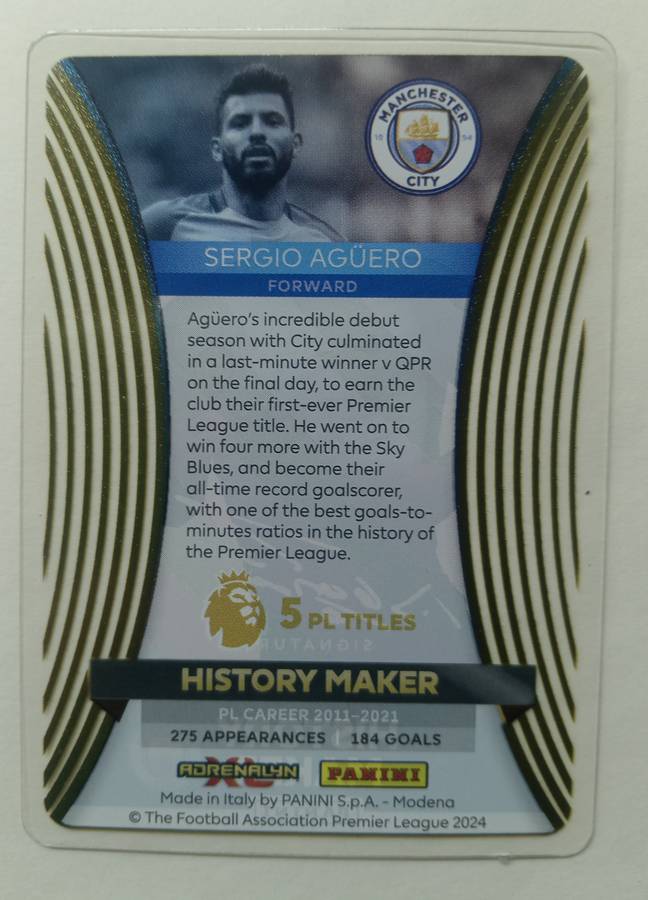 MANCHESTER
18 94
CITY
SERGIO AGÜERO
FORWARD
Agüero's incredible debut
season with City culminated
in a last-minute winner v QPR
on the final day, to earn the
club their first-ever Premier
League title. He went on to
win four more with the Sky
Blues, and become their
all-time record goalscorer,
with one of the best goals-to-
minutes ratios in the history of
the Premier League.
5 PL TITLES
SIGNATUR
HISTORY MAKER
PL CAREER 2011–2021
275 APPEARANCES | 184 GOALS
ADRENALYN XL PANINI
Made in Italy by PANINI S.p.A. - Modena
© The Football Association Premier League 2024